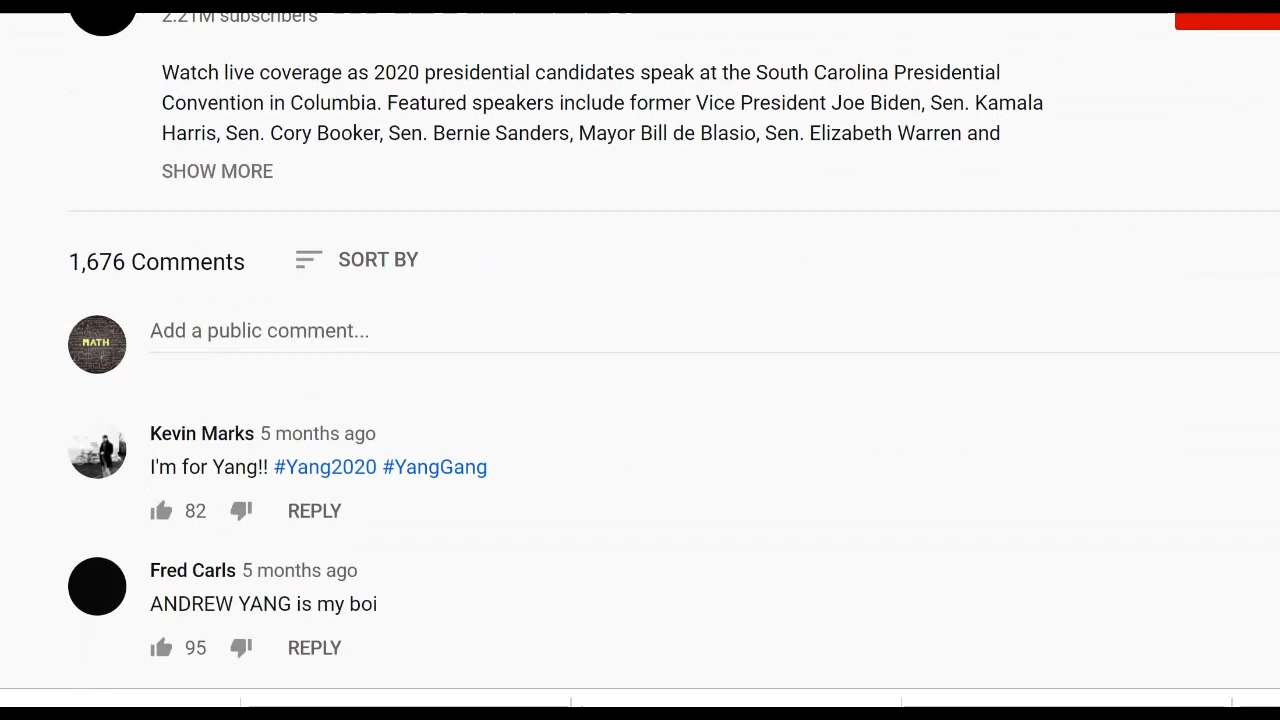 2.21M subscribers
Watch live coverage as 2020 presidential candidates speak at the South Carolina Presidential
Convention in Columbia. Featured speakers include former Vice President Joe Biden, Sen. Kamala
Harris, Sen. Cory Booker, Sen. Bernie Sanders, Mayor Bill de Blasio, Sen. Elizabeth Warren and
SHOW MORE
1,676 Comments SORT BY
MATH
Add a public comment...
Kevin Marks 5 months ago
I'm for Yang!! #Yang2020 #YangGang
82 REPLY
Fred Carls 5 months ago
ANDREW YANG is my boi
95 REPLY